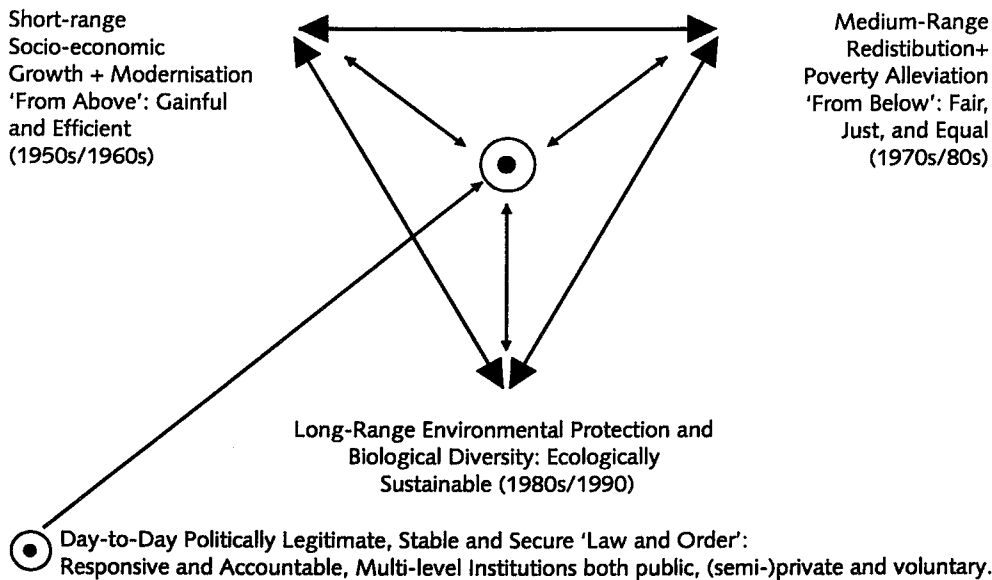 Short-range
Socio-economic
Growth + Modernisation
'From Above': Gainful
and Efficient
(1950s/1960s)
Medium-Range
Redistibution+
Poverty Alleviation
'From Below': Fair,
Just, and Equal
(1970s/80s)
Long-Range Environmental Protection and
Biological Diversity: Ecologically
Sustainable (1980s/1990)
Day-to-Day Politically Legitimate, Stable and Secure 'Law and Order':
Responsive and Accountable, Multi-level Institutions both public, (semi-)private and voluntary.